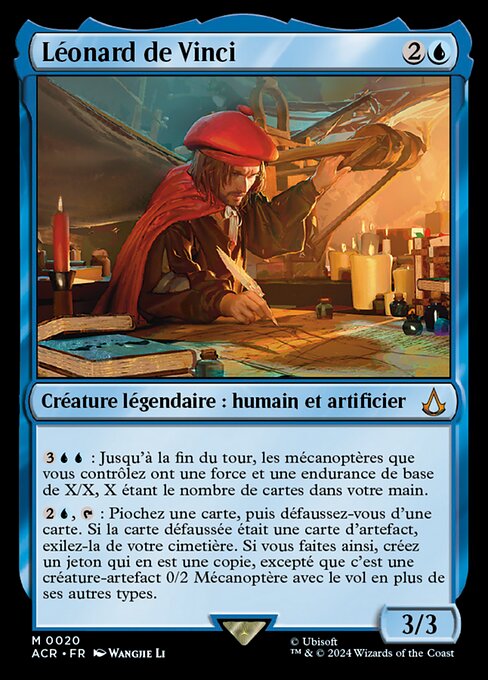 Léonard de Vinci 2
Créature légendaire : humain et artificier
3 : Jusqu'à la fin du tour, les mécanoptères que
vous contrôlez ont une force et une endurance de base
de X/X, X étant le nombre de cartes dans votre main.
2 , : Piochez une carte, puis défaussez-vous d'une
carte. Si la carte défaussée était une carte d'artefact,
exilez-la de votre cimetière. Si vous faites ainsi, créez
un jeton qui en est une copie, excepté que c'est une
créature-artefact 0/2 Mécanoptère avec le vol en plus de
ses autres types.
3/3
M 0020
ACR • FR Wangjie Li
© Ubisoft
™ & © 2024 Wizards of the Coast